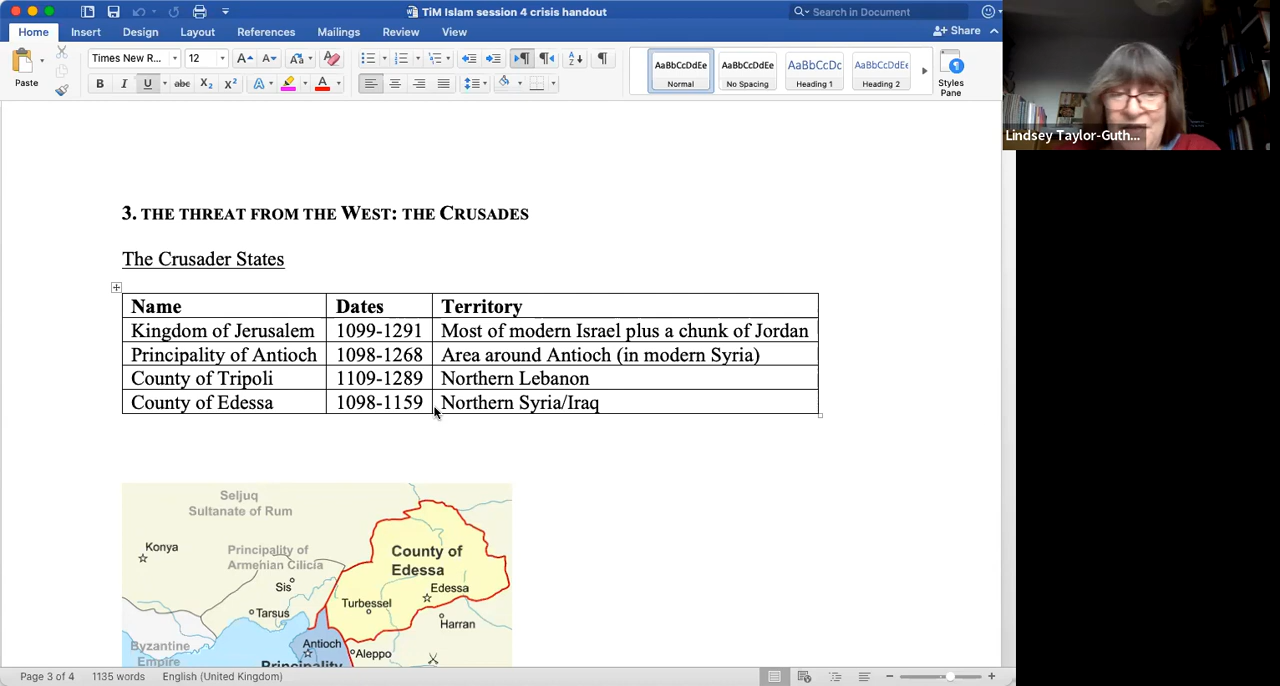 TiM Islam session 4 crisis handout
Search in Document
Home Insert Design Layout References Mailings Review View
Share
Paste
Times New R... 12
Aa
B I U abc X₂ X² A A
AaBbCcDdEe AaBbCcDdEe AaBbCcDc AaBbCcDdEe
Normal No Spacing Heading 1 Heading 2
Styles
Pane
Lindsey Taylor-Guth...
3. THE THREAT FROM THE WEST: THE CRUSADES
The Crusader States
Name Dates Territory
Kingdom of Jerusalem 1099-1291 Most of modern Israel plus a chunk of Jordan
Principality of Antioch 1098-1268 Area around Antioch (in modern Syria)
County of Tripoli 1109-1289 Northern Lebanon
County of Edessa 1098-1159 Northern Syria/Iraq
Seljuq
Sultanate of Rum
Konya
Principality of
Armenian Cilicia
County of
Edessa
Sis
Edessa
Turbessel
Tarsus
Harran
Byzantine
Empire
Antioch
Aleppo
Principality
Page 3 of 4 1135 words English (United Kingdom)